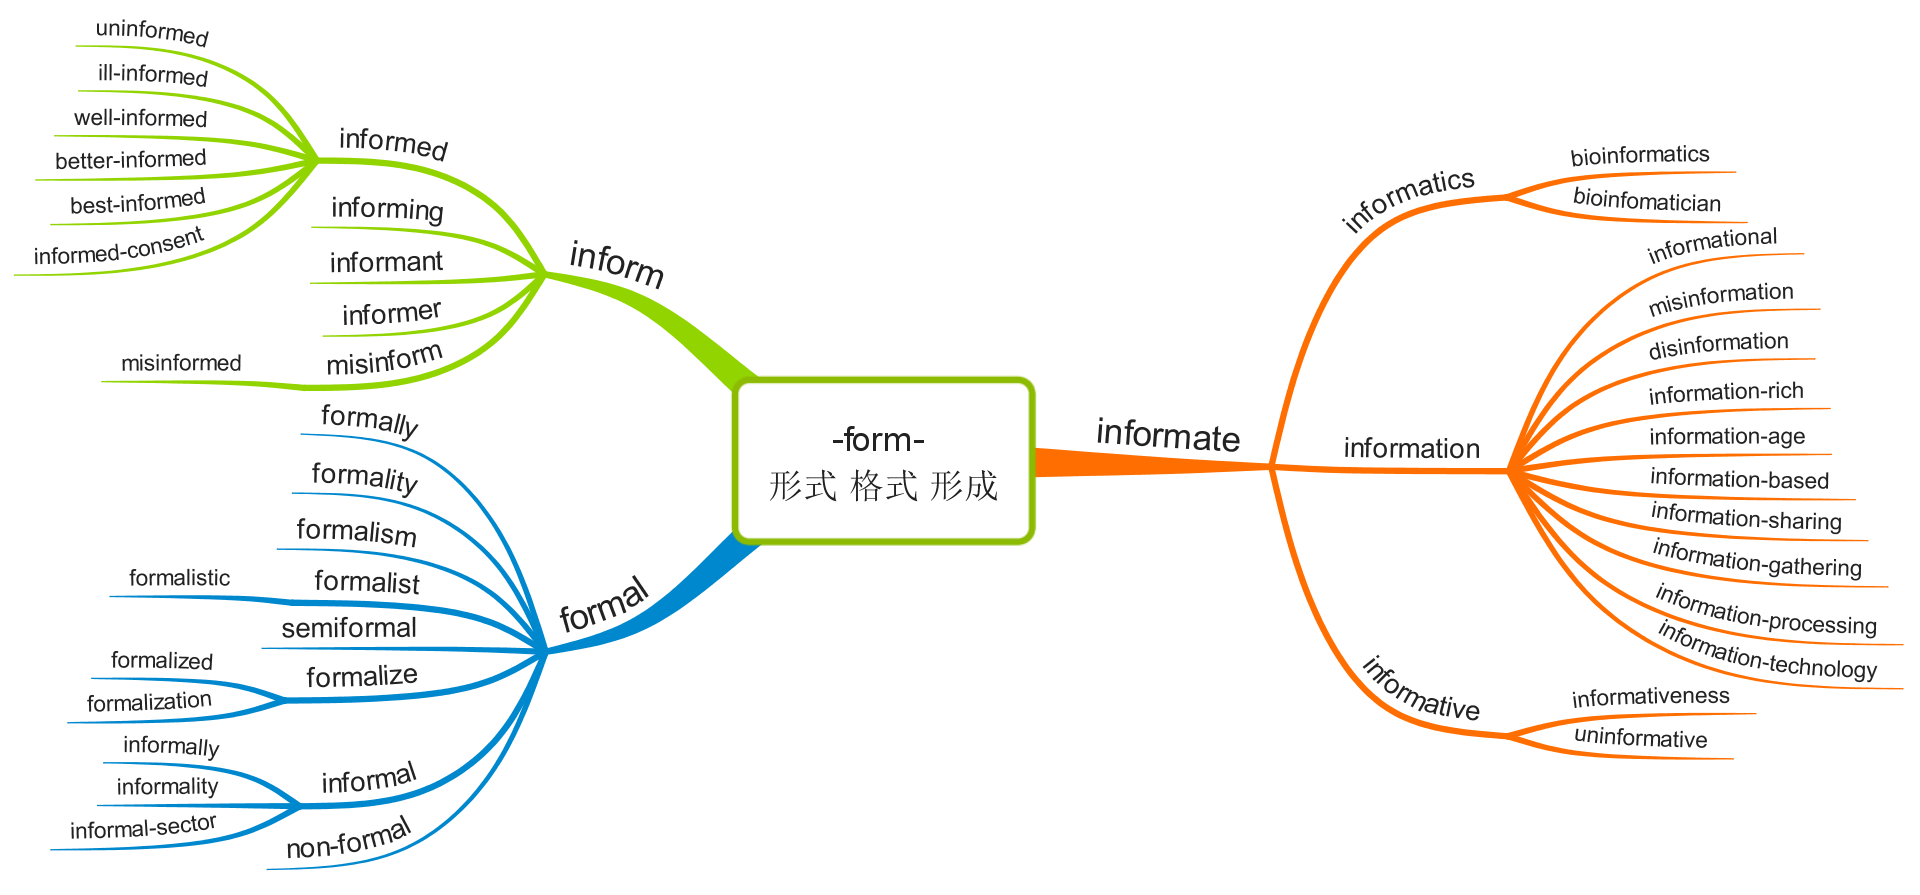 -form-
形式 格式 形成
inform
informed
uninformed
ill-informed
well-informed
better-informed
best-informed
informed-consent
informing
informant
informer
misinform
misinformed
formal
formally
formality
formalism
formalist
formalistic
semiformal
formalize
formalized
formalization
informal
informally
informality
informal-sector
non-formal
informate
informatics
bioinformatics
bioinfomatician
information
informational
misinformation
disinformation
information-rich
information-age
information-based
information-sharing
information-gathering
information-processing
information-technology
informative
informativeness
uninformative